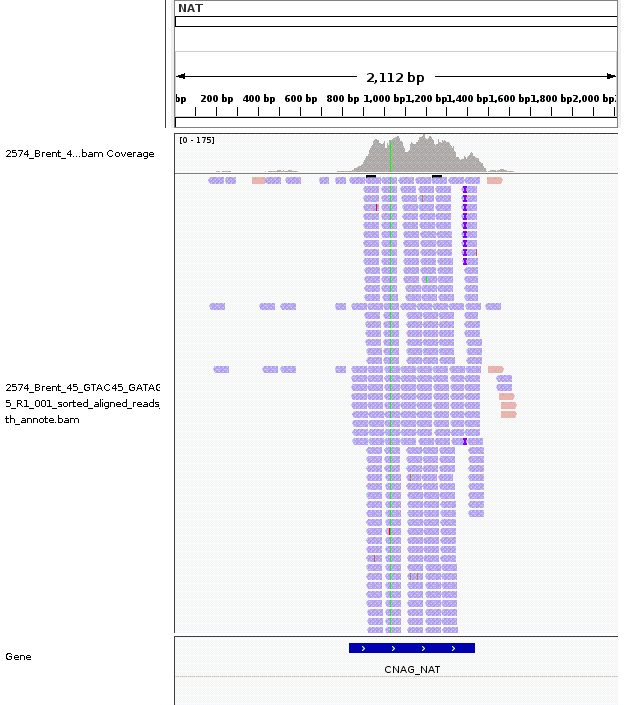 NAT
2,112 bp
bp 200 bp 400 bp 600 bp 800 bp 1,000 bp 1,200 bp 1,400 bp 1,600 bp 1,800 bp 2,000 bp
2574_Brent_4...bam Coverage
[0 - 175]
2574_Brent_45_GTAC45_GATAG
5_R1_001_sorted_aligned_reads_
th_annote.bam
Gene
CNAG_NAT